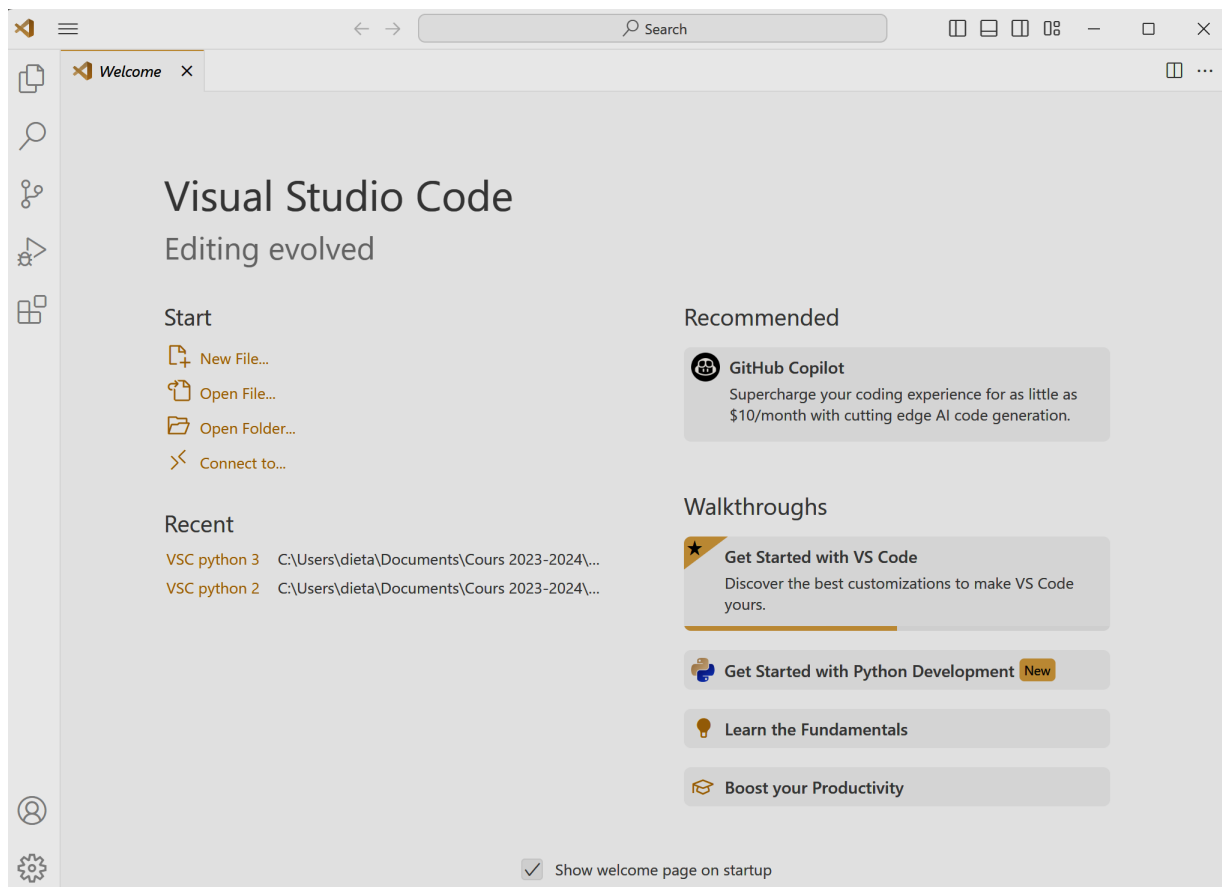 Search
Welcome
Visual Studio Code
Editing evolved
Start
New File...
Open File...
Open Folder...
Connect to...
Recent
VSC python 3 C:\Users\dieta\Documents\Cours 2023-2024\...
VSC python 2 C:\Users\dieta\Documents\Cours 2023-2024\...
Recommended
GitHub Copilot
Supercharge your coding experience for as little as
$10/month with cutting edge AI code generation.
Walkthroughs
Get Started with VS Code
Discover the best customizations to make VS Code
yours.
Get Started with Python Development New
Learn the Fundamentals
Boost your Productivity
Show welcome page on startup